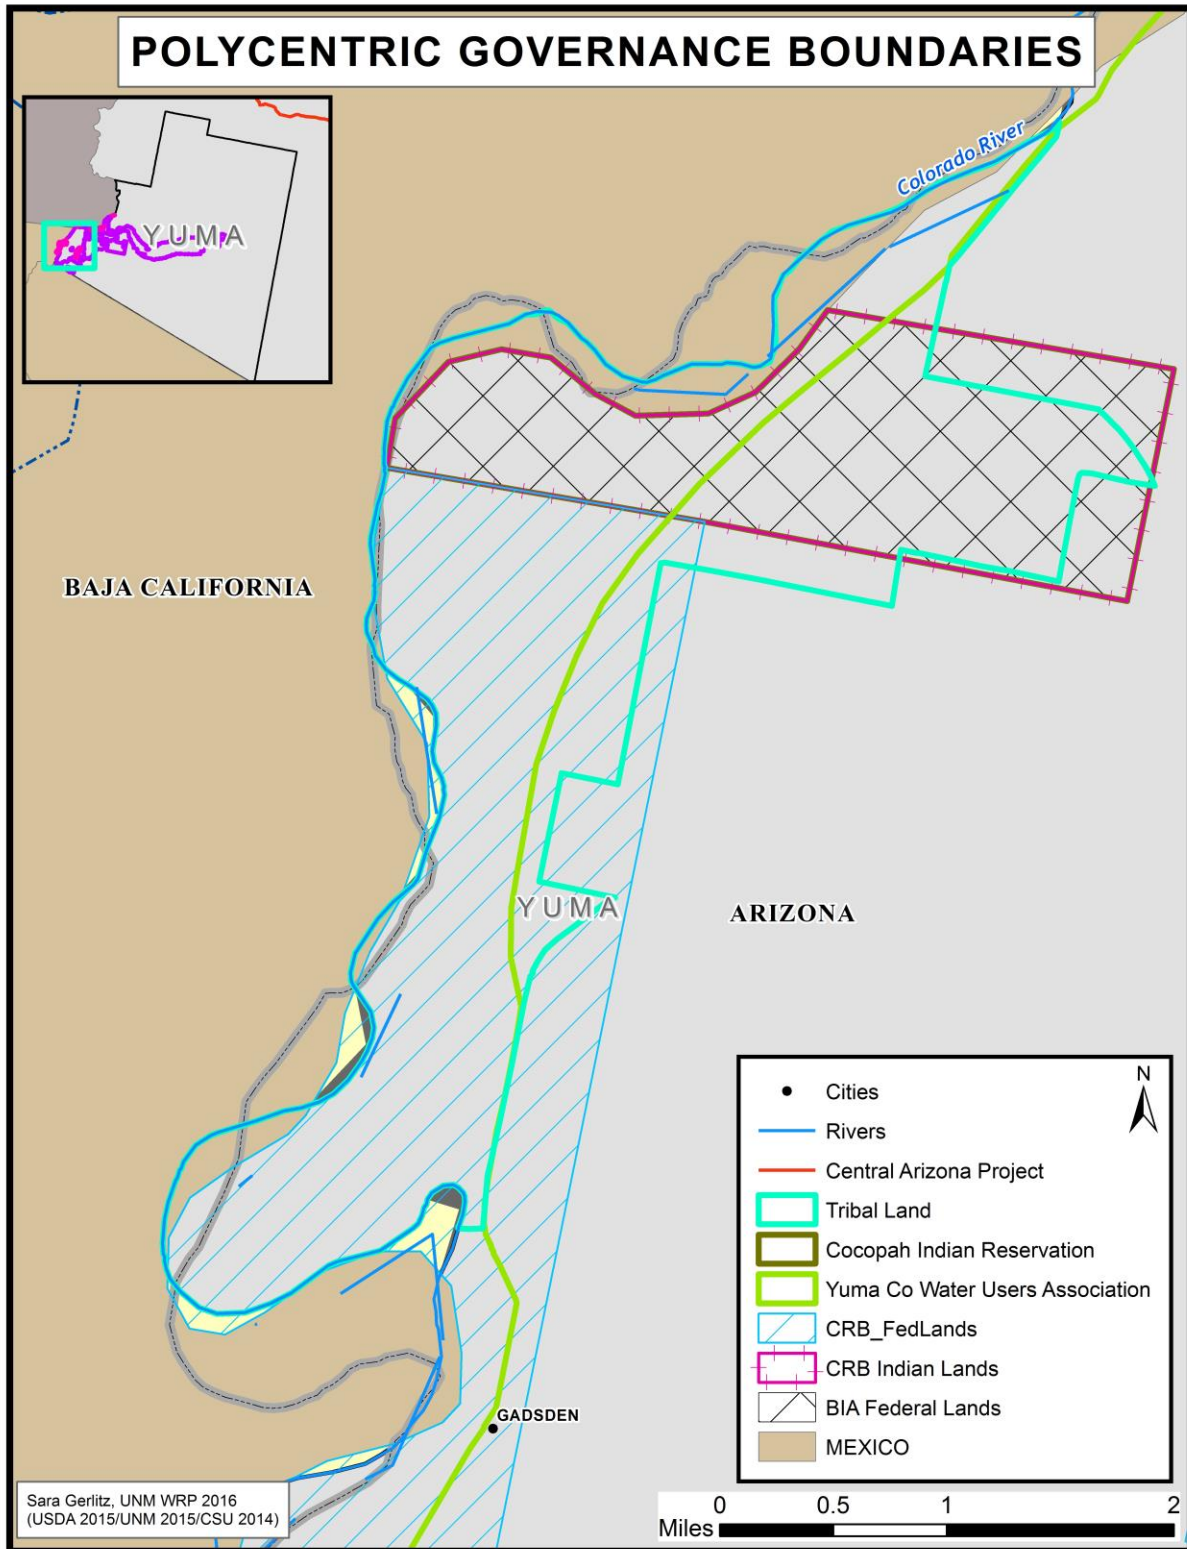 POLYCENTRIC GOVERNANCE BOUNDARIES
YUMA
Colorado River
BAJA CALIFORNIA
YUMA
ARIZONA
GADSDEN
N
Cities
Rivers
Central Arizona Project
Tribal Land
Cocopah Indian Reservation
Yuma Co Water Users Association
CRB_FedLands
CRB Indian Lands
BIA Federal Lands
MEXICO
Sara Gerlitz, UNM WRP 2016
(USDA 2015/UNM 2015/CSU 2014)
0 0.5 1 2
Miles